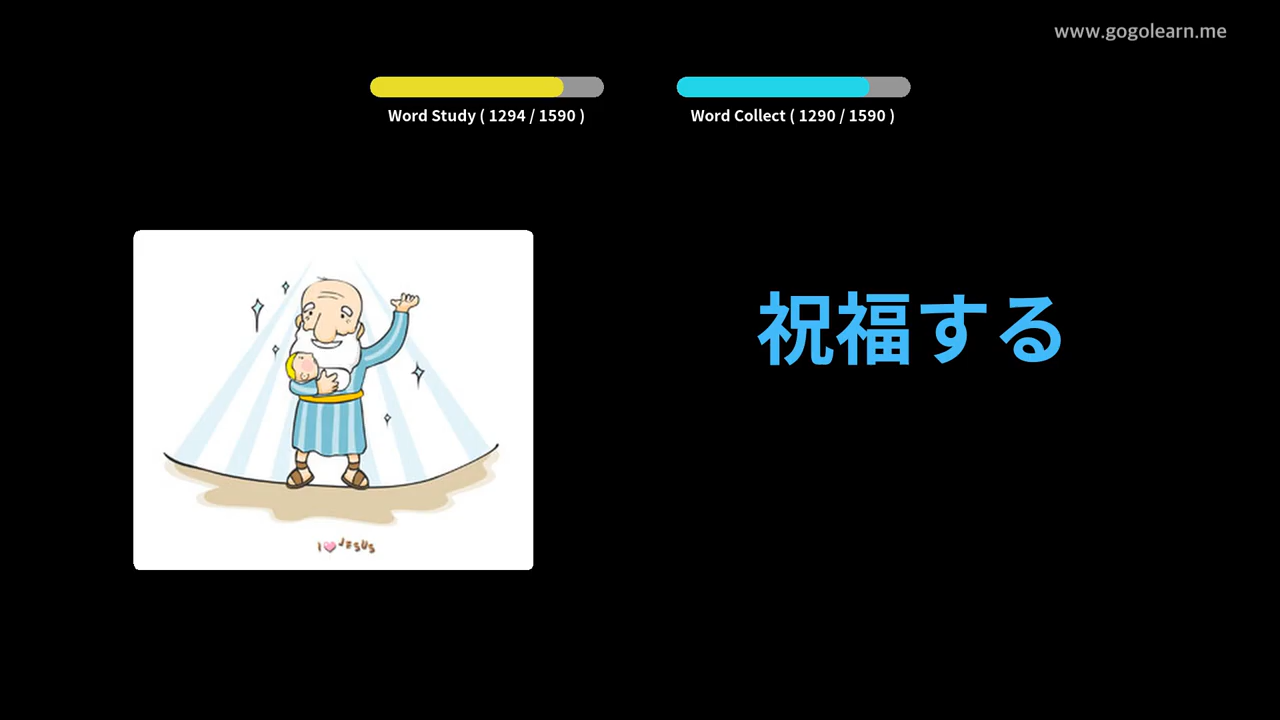 www.gogolearn.me
Word Study ( 1294 / 1590 )
Word Collect ( 1290 / 1590 )
祝福する
I ♥ JESUS